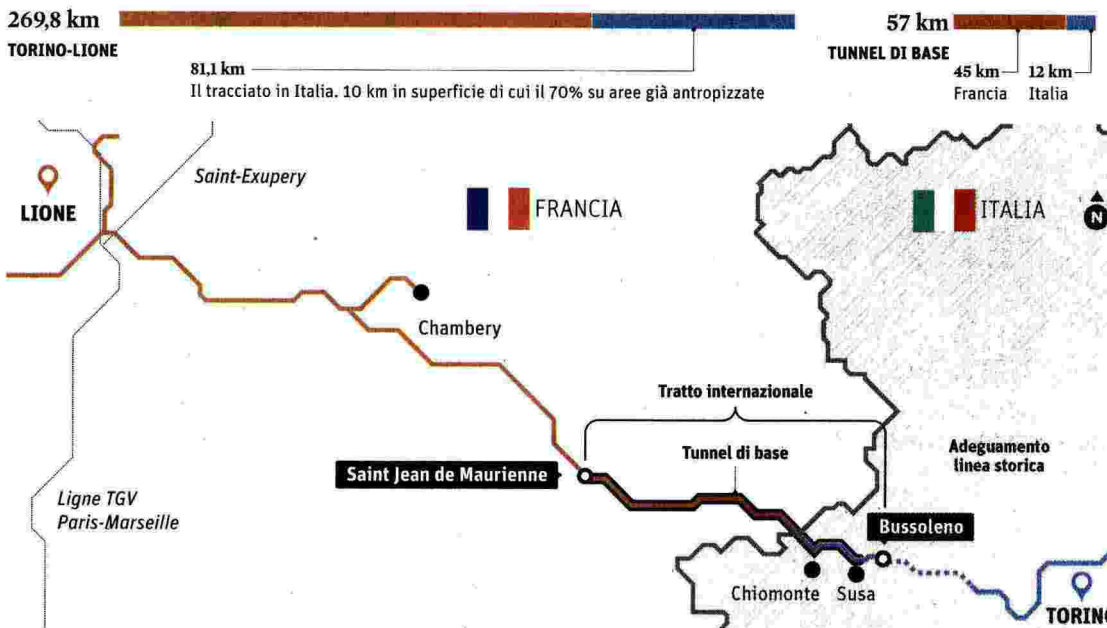 269,8 km
TORINO-LIONE
81,1 km
Il tracciato in Italia. 10 km in superficie di cui il 70% su aree già antropizzate
57 km
TUNNEL DI BASE
45 km
Francia
12 km
Italia
LIONE
Saint-Exupery
FRANCIA
ITALIA
N
Chambery
Tratto internazionale
Tunnel di base
Adeguamento
linea storica
Saint Jean de Maurienne
Ligne TGV
Paris-Marseille
Bussoleno
Chiomonte
Susa
TORINO